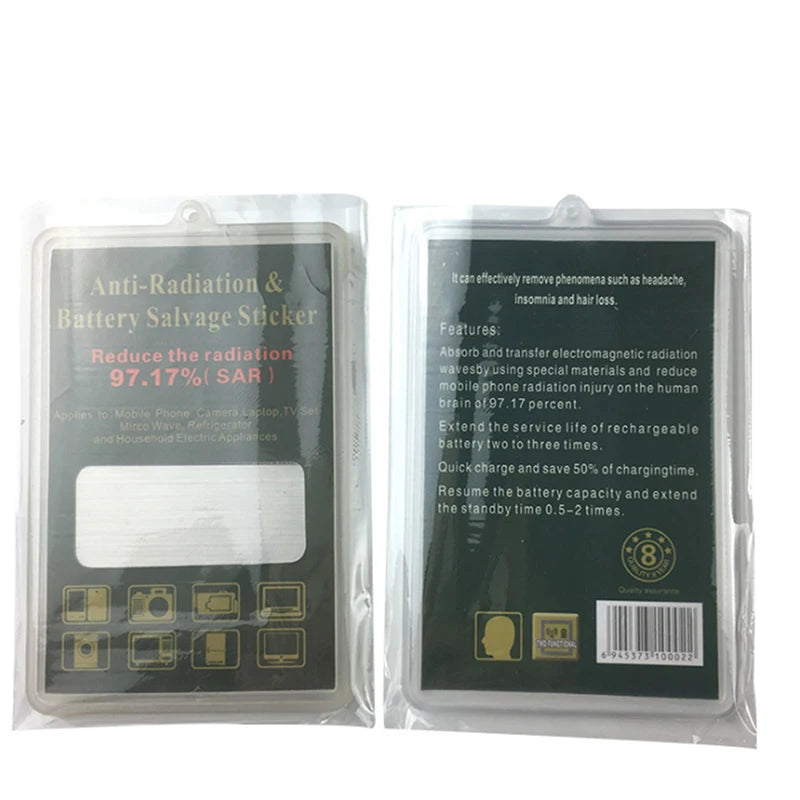 Anti-Radiation &
Battery Salvage Sticker
Reduce the radiation
97.17%( SAR )
Applies to: Mobile Phone, Camera,Laptop,TV Set
Mirco Wave, Refrigerator
and Household Electric Appliances
It can effectively remove phenomena such as headache,
insomnia and hair loss.
Features:
Absorb and transfer electromagnetic radiation
wavesby using special materials and reduce
mobile phone radiation injury on the human
brain of 97.17 percent.
Extend the service life of rechargeable
battery two to three times.
Quick charge and save 50% of chargingtime.
Resume the battery capacity and extend
the standby time 0.5-2 times.
8
Quality assurance
TWO FUNCTIONAL
6 945373 100022